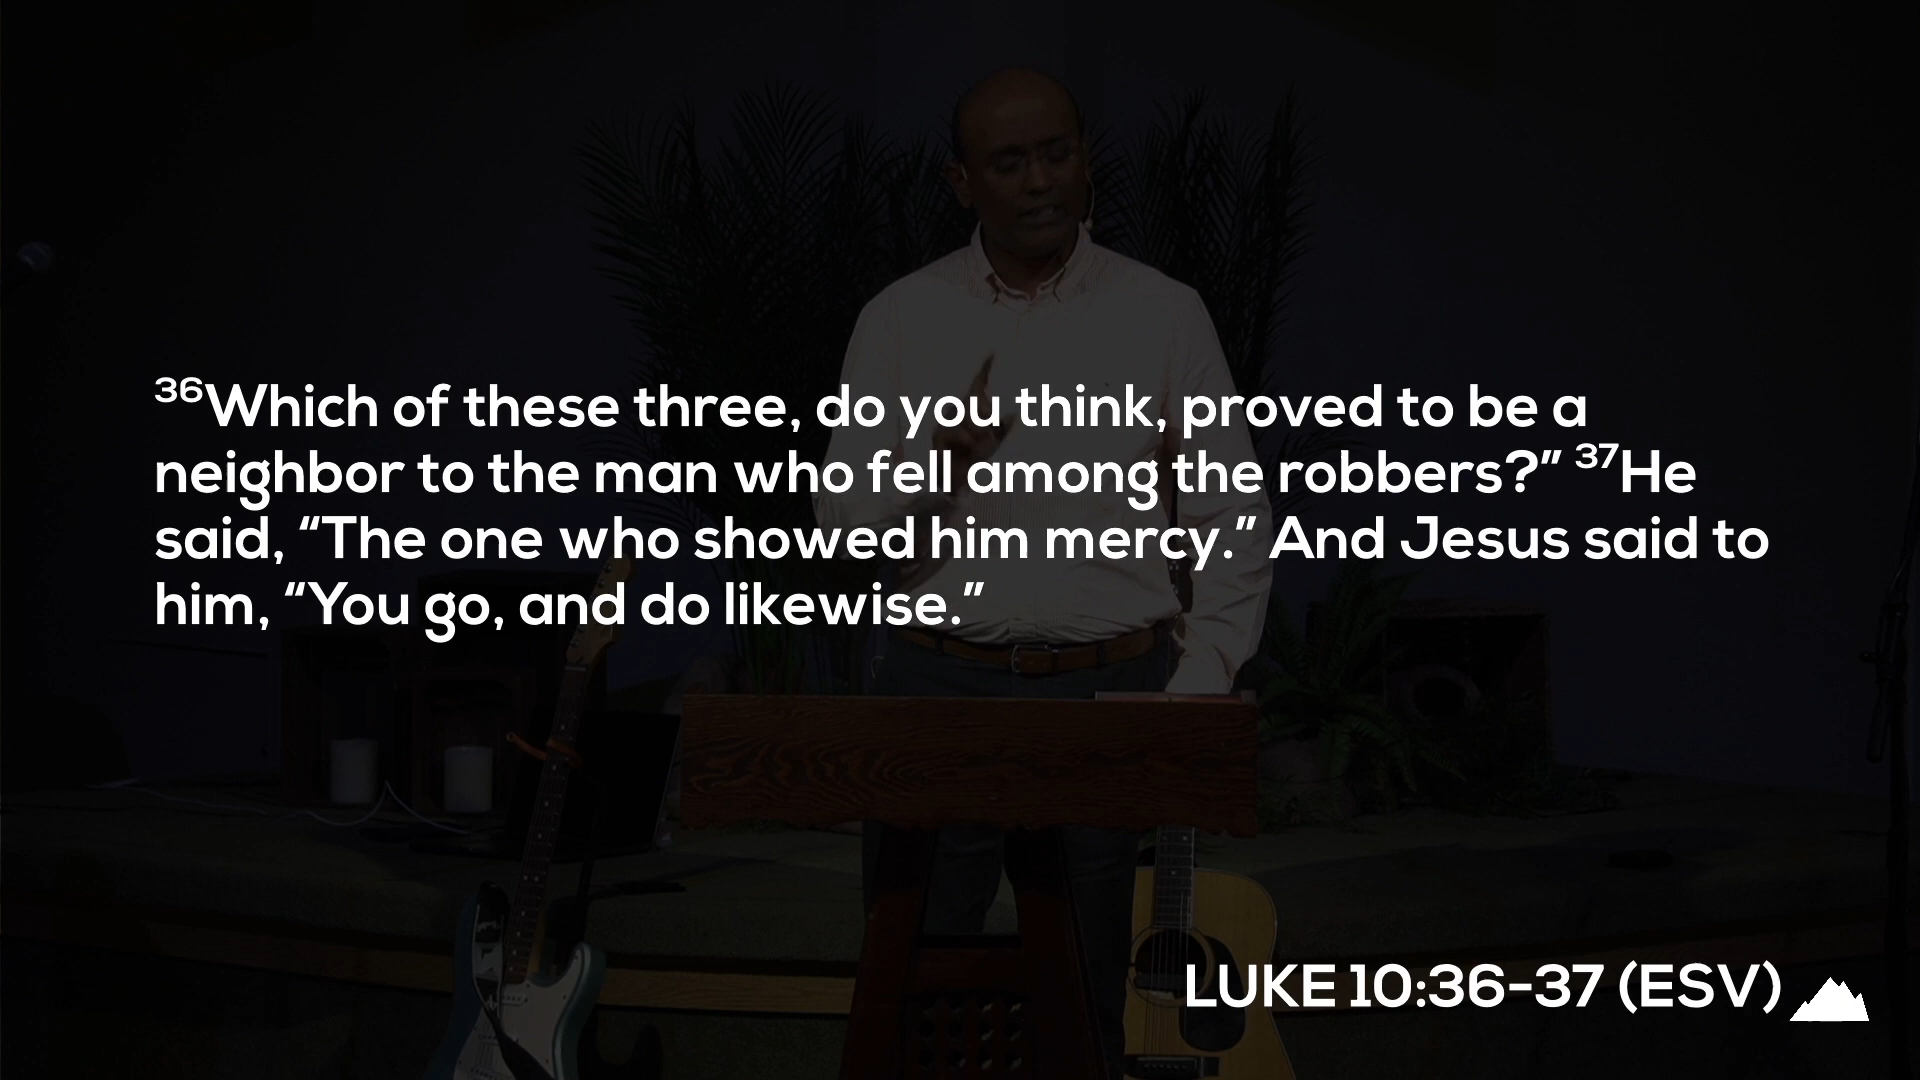 ³⁶Which of these three, do you think, proved to be a
neighbor to the man who fell among the robbers?” ³⁷He
said, “The one who showed him mercy.” And Jesus said to
him, “You go, and do likewise.”
LUKE 10:36-37 (ESV)